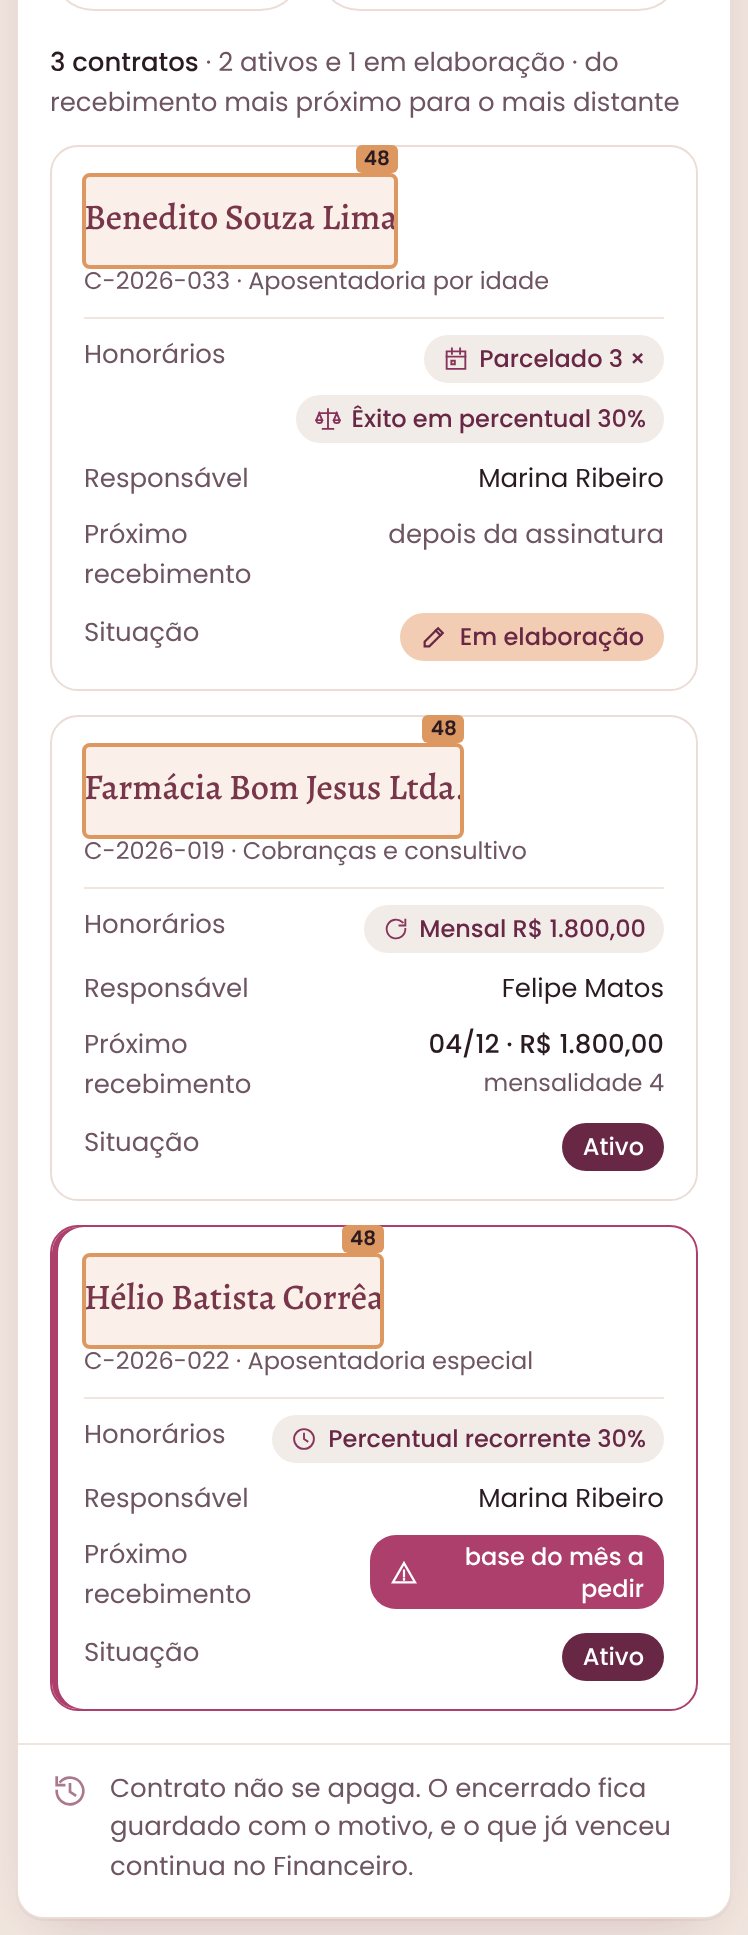 3 contratos · 2 ativos e 1 em elaboração · do
recebimento mais próximo para o mais distante
48
Benedito Souza Lima
C-2026-033 · Aposentadoria por idade
Honorários
Parcelado 3 ×
Êxito em percentual 30%
Responsável
Marina Ribeiro
Próximo
recebimento
depois da assinatura
Situação
Em elaboração
48
Farmácia Bom Jesus Ltda.
C-2026-019 · Cobranças e consultivo
Honorários
Mensal R$ 1.800,00
Responsável
Felipe Matos
Próximo
recebimento
04/12 · R$ 1.800,00
mensalidade 4
Situação
Ativo
48
Hélio Batista Corrêa
C-2026-022 · Aposentadoria especial
Honorários
Percentual recorrente 30%
Responsável
Marina Ribeiro
Próximo
recebimento
base do mês a
pedir
Situação
Ativo
Contrato não se apaga. O encerrado fica
guardado com o motivo, e o que já venceu
continua no Financeiro.